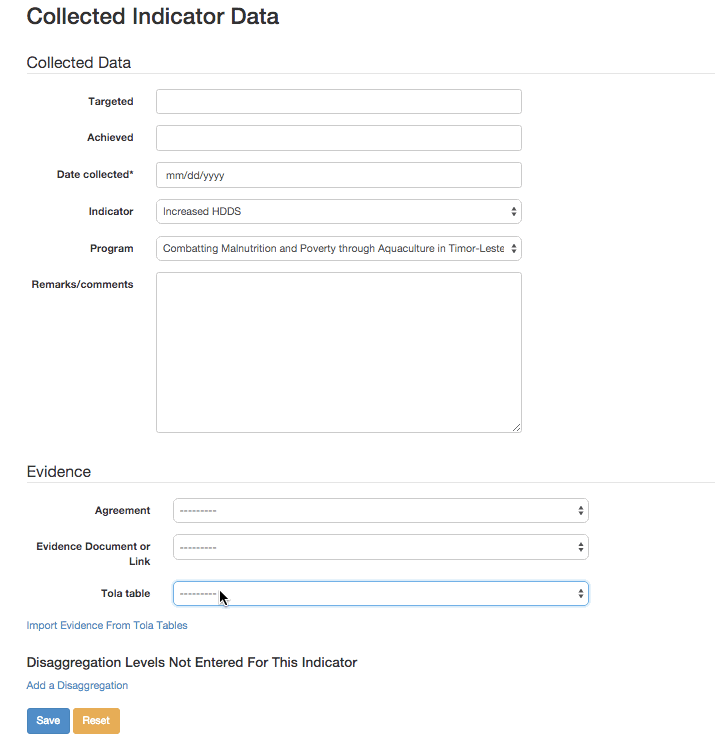 Collected Indicator Data
Collected Data
Targeted
Achieved
Date collected*
mm/dd/yyyy
Indicator
Increased HDDS
Program
Combatting Malnutrition and Poverty through Aquaculture in Timor-Leste
Remarks/comments
Evidence
Agreement
---------
Evidence Document or
Link
---------
Tola table
---------
Import Evidence From Tola Tables
Disaggregation Levels Not Entered For This Indicator
Add a Disaggregation
Save
Reset